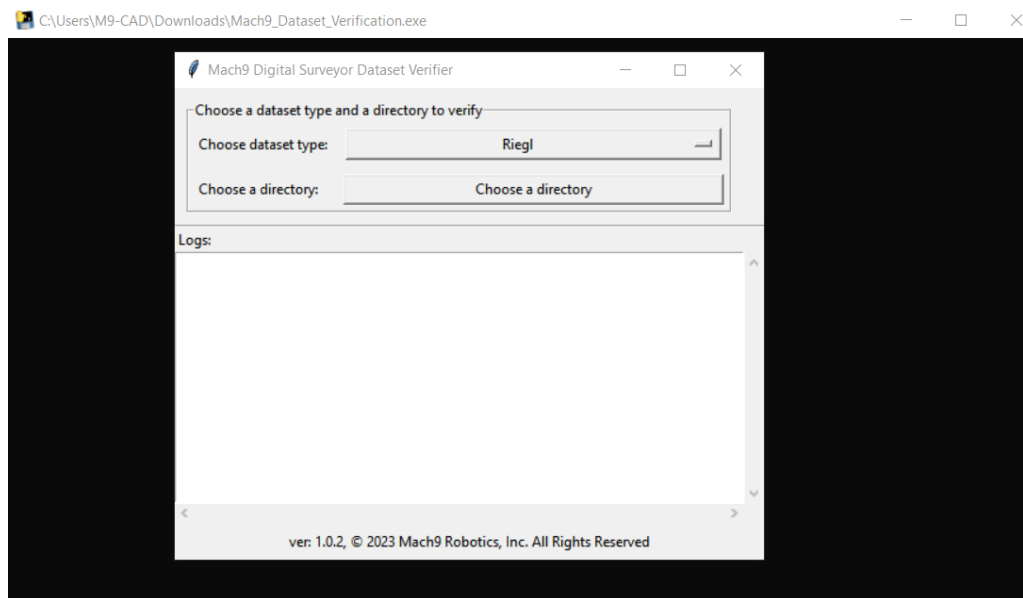 C:\Users\M9-CAD\Downloads\Mach9_Dataset_Verification.exe
Mach9 Digital Surveyor Dataset Verifier
Choose a dataset type and a directory to verify
Choose dataset type: Riegl
Choose a directory: Choose a directory
Logs:
ver: 1.0.2, © 2023 Mach9 Robotics, Inc. All Rights Reserved